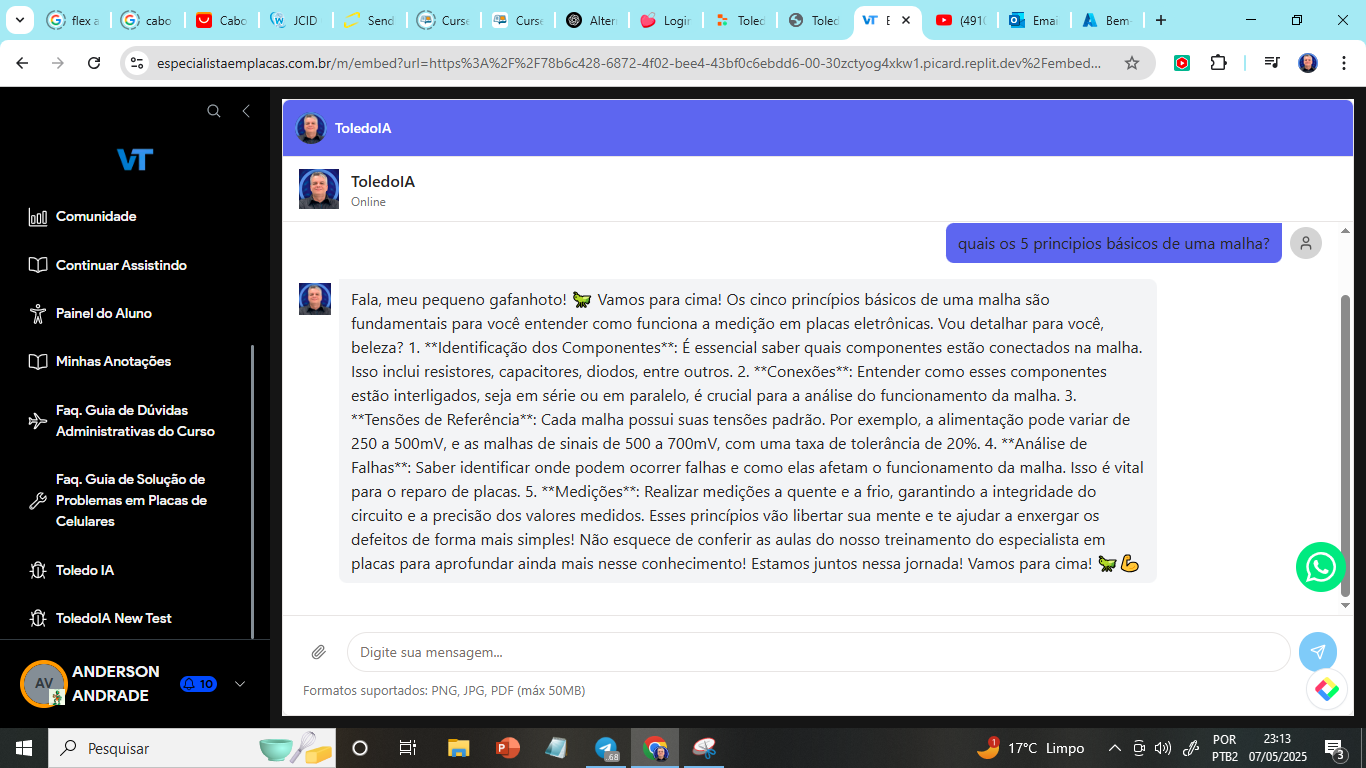 flex a
cabo
Cabo
JCID
Send
Curse
Curse
Alter
Login
Toled
Toled
E
(491
Emai
Bem
especialistaemplacas.com.br/m/embed?url=https%3A%2F%2F78b6c428-6872-4f02-bee4-43bf0c6ebdd6-00-30zctyog4xkw1.picard.replit.dev%2Fembed...
VT
Comunidade
Continuar Assistindo
Painel do Aluno
Minhas Anotações
Faq. Guia de Dúvidas
Administrativas do Curso
Faq. Guia de Solução de
Problemas em Placas de
Celulares
Toledo IA
ToledoIA New Test
AV
ANDERSON
ANDRADE
10
ToledoIA
ToledoIA
Online
quais os 5 principios básicos de uma malha?
Fala, meu pequeno gafanhoto! 🦗 Vamos para cima! Os cinco princípios básicos de uma malha são
fundamentais para você entender como funciona a medição em placas eletrônicas. Vou detalhar para você,
beleza? 1. **Identificação dos Componentes**: É essencial saber quais componentes estão conectados na malha.
Isso inclui resistores, capacitores, diodos, entre outros. 2. **Conexões**: Entender como esses componentes
estão interligados, seja em série ou em paralelo, é crucial para a análise do funcionamento da malha. 3.
**Tensões de Referência**: Cada malha possui suas tensões padrão. Por exemplo, a alimentação pode variar de
250 a 500mV, e as malhas de sinais de 500 a 700mV, com uma taxa de tolerância de 20%. 4. **Análise de
Falhas**: Saber identificar onde podem ocorrer falhas e como elas afetam o funcionamento da malha. Isso é vital
para o reparo de placas. 5. **Medições**: Realizar medições a quente e a frio, garantindo a integridade do
circuito e a precisão dos valores medidos. Esses princípios vão libertar sua mente e te ajudar a enxergar os
defeitos de forma mais simples! Não esquece de conferir as aulas do nosso treinamento do especialista em
placas para aprofundar ainda mais nesse conhecimento! Estamos juntos nessa jornada! Vamos para cima! 🦗💪
Digite sua mensagem...
Formatos suportados: PNG, JPG, PDF (máx 50MB)
Pesquisar
.68
1
17°C Limpo
POR
PTB2
23:13
07/05/2025
3